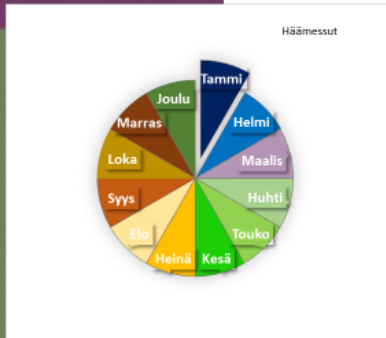 Häämessut
Tammi
Helmi
Maalis
Huhti
Touko
Kesä
Heinä
Elo
Syys
Loka
Marras
Joulu